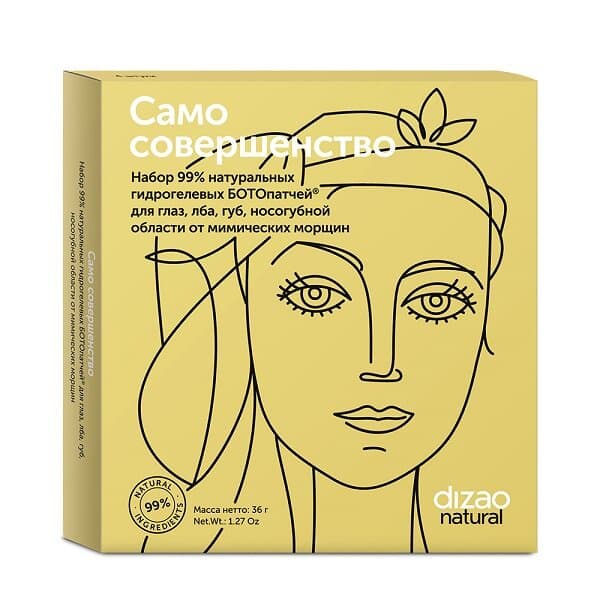 Само
совершенство
Набор 99% натуральных
гидрогелевых БОТОпатчей®
для глаз, лба, губ, носогубной
области от мимических морщин
Само совершенство
Набор 99% натуральных гидрогелевых БОТОпатчей® для глаз, лба, губ,
носогубной области от мимических морщин
NATURAL
99%
INGREDIENTS
Масса нетто: 36 г
Net.Wt.: 1.27 Oz
dizao
natural